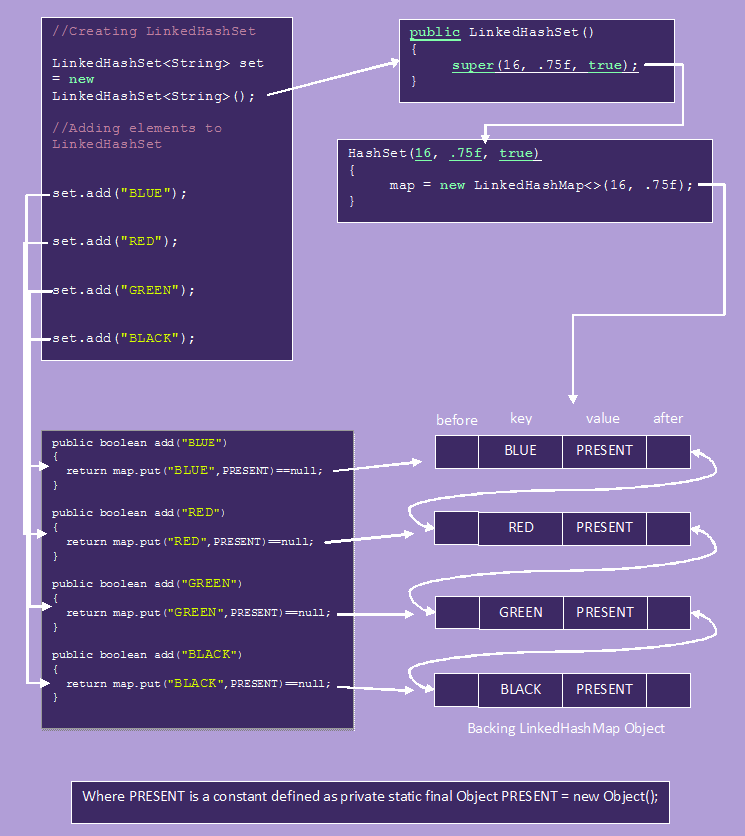 //Creating LinkedHashSet
LinkedHashSet<String> set
= new
LinkedHashSet<String>();
//Adding elements to
LinkedHashSet
set.add("BLUE");
set.add("RED");
set.add("GREEN");
set.add("BLACK");
public LinkedHashSet()
{
super(16, .75f, true);
}
HashSet(16, .75f, true)
{
map = new LinkedHashMap<>(16, .75f);
}
public boolean add("BLUE")
{
return map.put("BLUE",PRESENT)==null;
}
public boolean add("RED")
{
return map.put("RED",PRESENT)==null;
}
public boolean add("GREEN")
{
return map.put("GREEN",PRESENT)==null;
}
public boolean add("BLACK")
{
return map.put("BLACK",PRESENT)==null;
}
before key value after
BLUE PRESENT
RED PRESENT
GREEN PRESENT
BLACK PRESENT
Backing LinkedHashMap Object
Where PRESENT is a constant defined as private static final Object PRESENT = new Object();